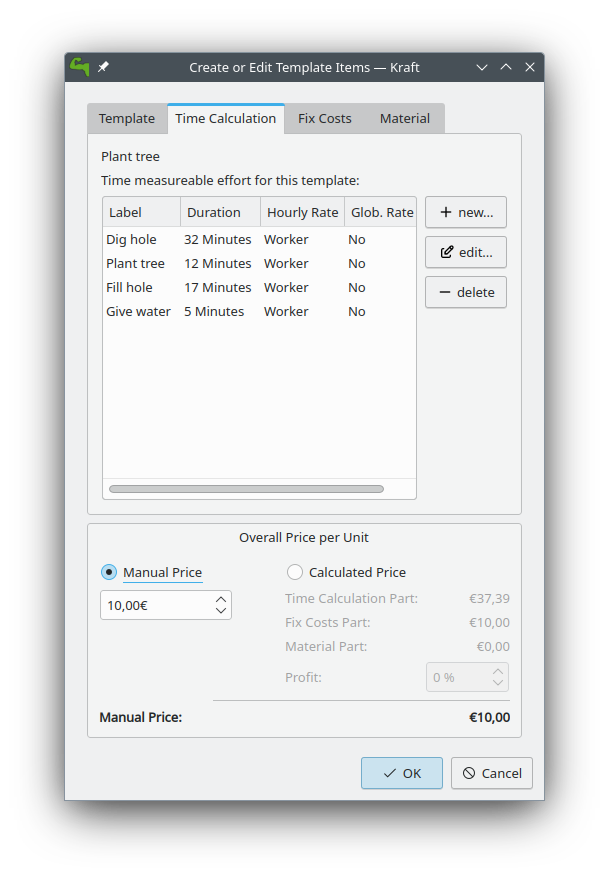 Create or Edit Template Items — Kraft
Template Time Calculation Fix Costs Material
Plant tree
Time measureable effort for this template:
Label Duration Hourly Rate Glob. Rate
Dig hole 32 Minutes Worker No
Plant tree 12 Minutes Worker No
Fill hole 17 Minutes Worker No
Give water 5 Minutes Worker No
new...
edit...
delete
Overall Price per Unit
Manual Price Calculated Price
10,00€
Time Calculation Part: €37,39
Fix Costs Part: €10,00
Material Part: €0,00
Profit: 0 %
Manual Price: €10,00
OK Cancel